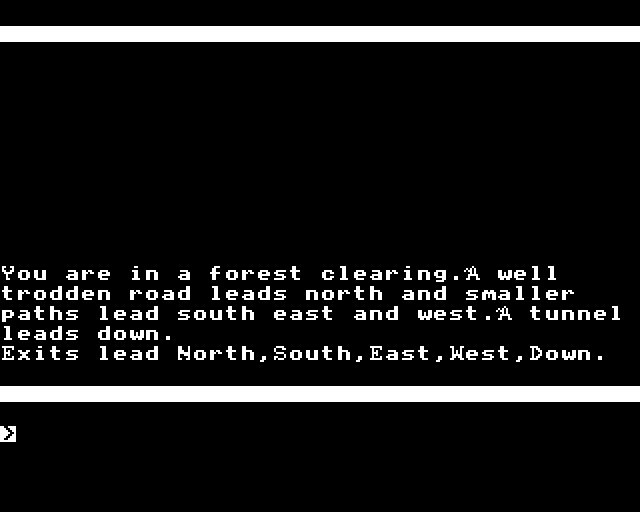 You are in a forest clearing.A well
trodden road leads north and smaller
paths lead south east and west.A tunnel
leads down.
Exits lead North,South,East,West,Down.
>